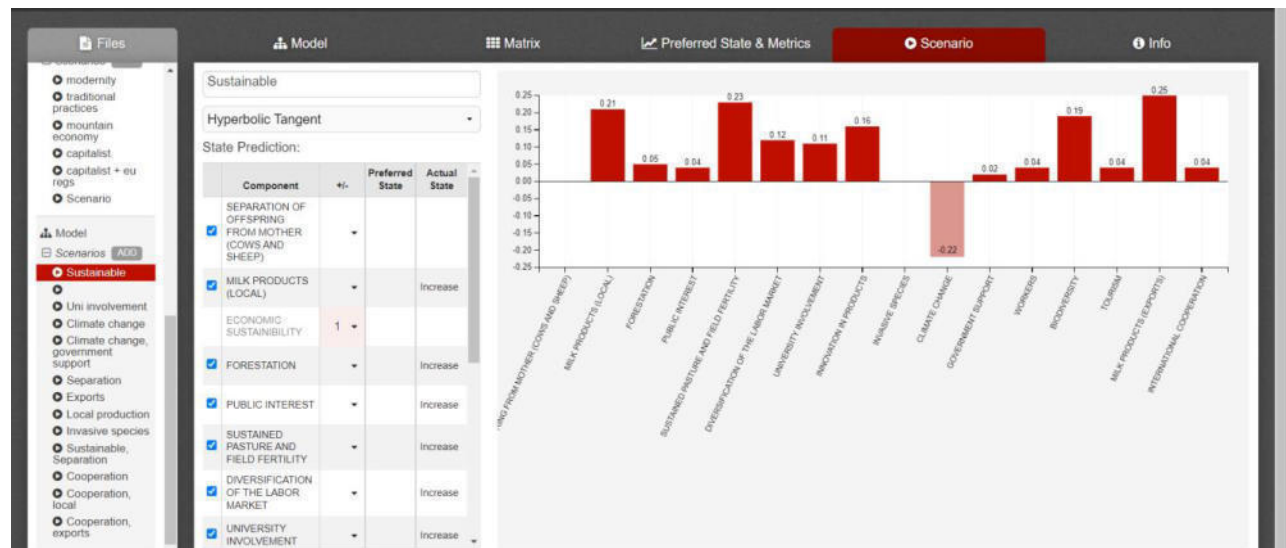 Files
Model
Matrix
Preferred State & Metrics
Scenario
Info
Scenarios ADD
modernity
traditional
practices
mountain
economy
capitalist
capitalist + eu
regs
Scenario
Model
Scenarios ADD
Sustainable
Uni involvement
Climate change
Climate change,
government
support
Separation
Exports
Local production
Invasive species
Sustainable,
Separation
Cooperation
Cooperation,
local
Cooperation,
exports
Sustainable
Hyperbolic Tangent
State Prediction:
Component +/- Preferred State Actual State
SEPARATION OF
OFFSPRING
FROM MOTHER
(COWS AND
SHEEP)
MILK PRODUCTS
(LOCAL)
Increase
ECONOMIC
SUSTAINIBILITY
1
FORESTATION Increase
PUBLIC INTEREST Increase
SUSTAINED
PASTURE AND
FIELD FERTILITY
Increase
DIVERSIFICATION
OF THE LABOR
MARKET
Increase
UNIVERSITY
INVOLVEMENT
Increase
0.25
0.20
0.15
0.10
0.05
0.00
-0.05
-0.10
-0.15
-0.20
-0.25
0.21
0.05
0.04
0.23
0.12
0.11
0.16
-0.22
0.02
0.04
0.19
0.04
0.25
0.04
FROM MOTHER (COWS AND SHEEP)
MILK PRODUCTS (LOCAL)
FORESTATION
PUBLIC INTEREST
SUSTAINED PASTURE AND FIELD FERTILITY
DIVERSIFICATION OF THE LABOR MARKET
UNIVERSITY INVOLVEMENT
INNOVATION IN PRODUCTS
INVASIVE SPECIES
CLIMATE CHANGE
GOVERNMENT SUPPORT
WORKERS
BIODIVERSITY
TOURISM
MILK PRODUCTS (EXPORTS)
INTERNATIONAL COOPERATION